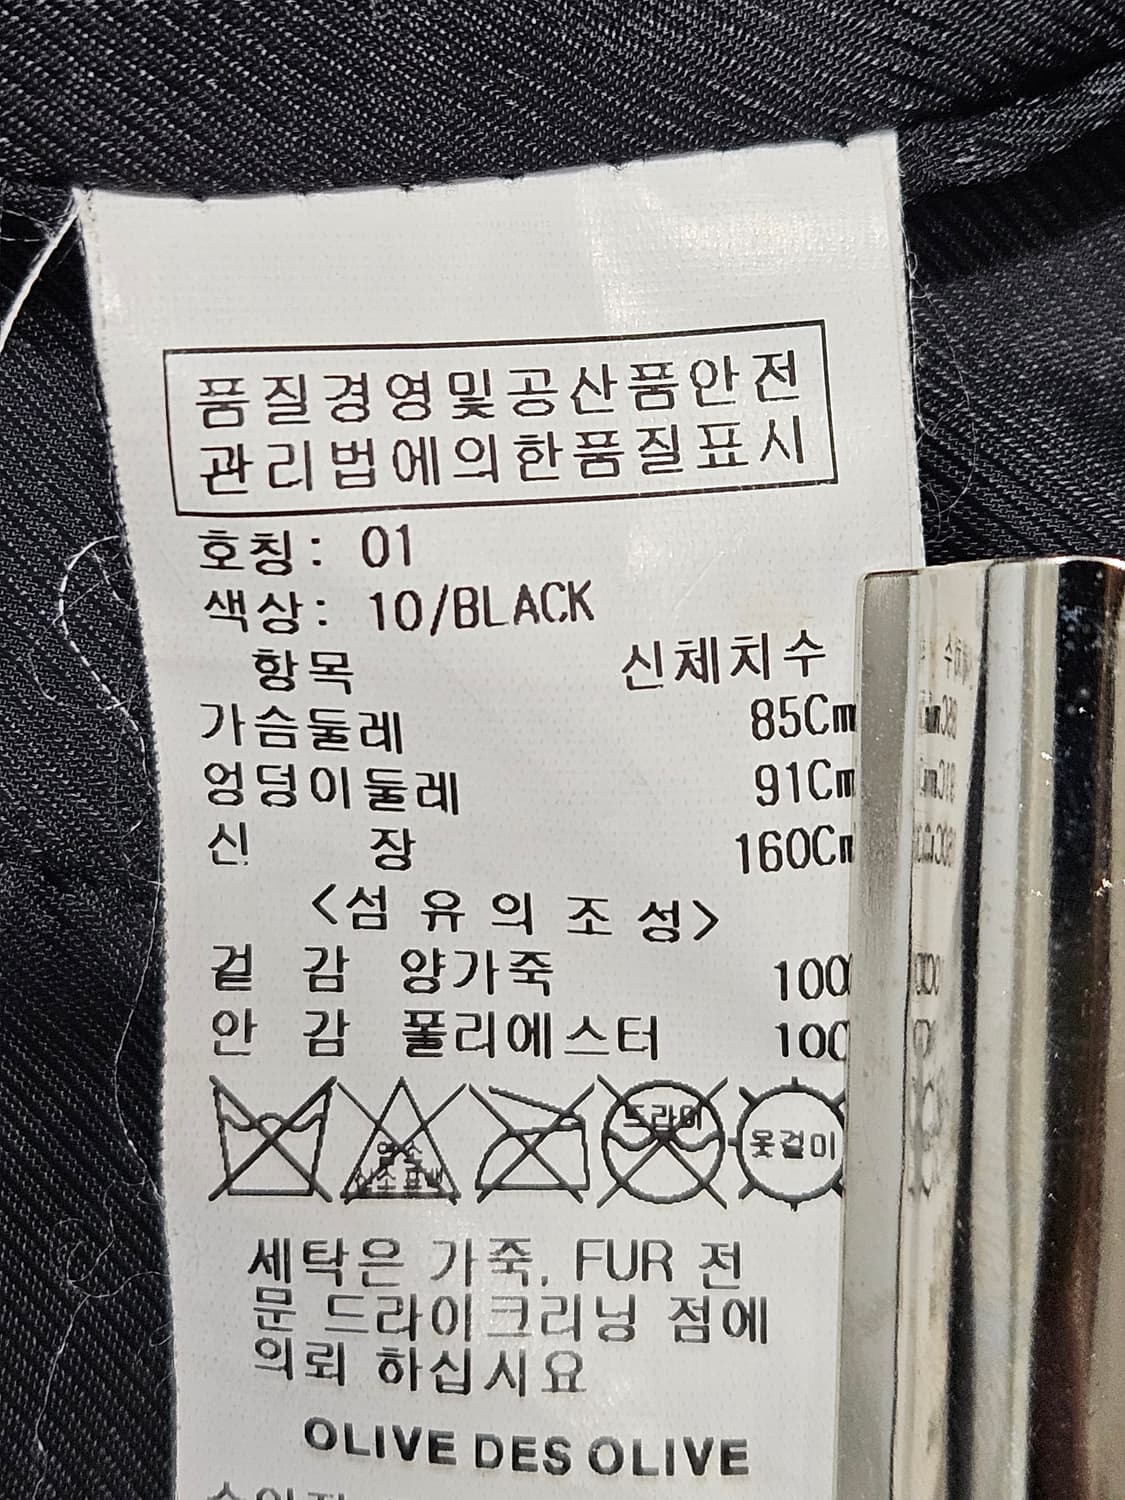 품질경영및공산품안전
관리법에의한품질표시
호칭: 01
색상: 10/BLACK
항목 신체치수
가슴둘레 85Cm
엉덩이둘레 91Cm
신 장 160Cm
<섬 유 의 조 성>
겉 감 양가죽 100
안 감 폴리에스터 100
드라이 옷걸이
세탁은 가죽, FUR 전
문 드라이크리닝 점에
의뢰 하십시요
OLIVE DES OLIVE